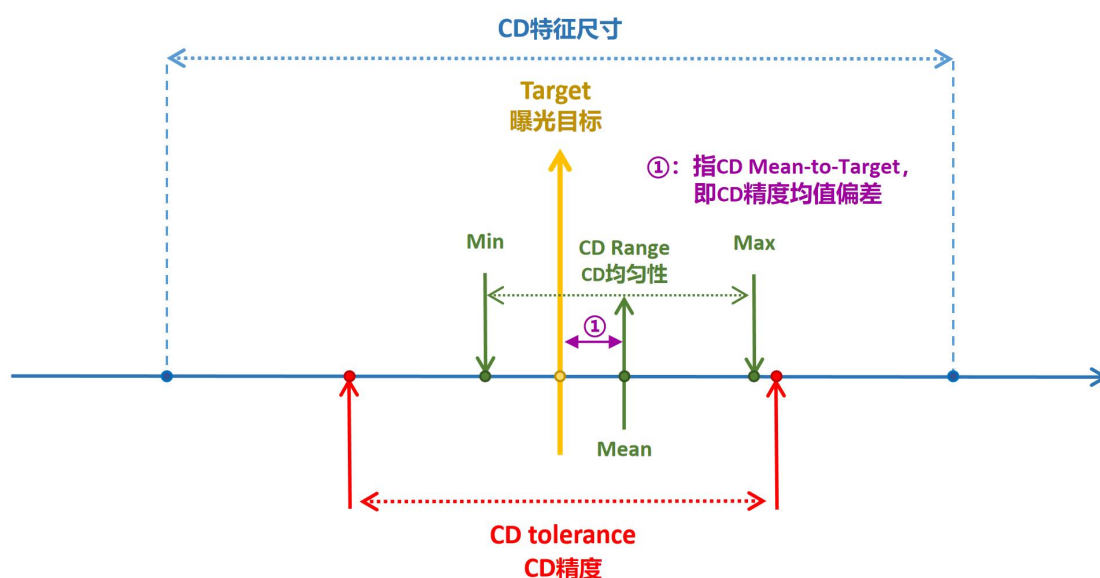 CD特征尺寸
Target
曝光目标
①：指CD Mean-to-Target，
即CD精度均值偏差
Min
CD Range
CD均匀性
Max
①
Mean
CD tolerance
CD精度